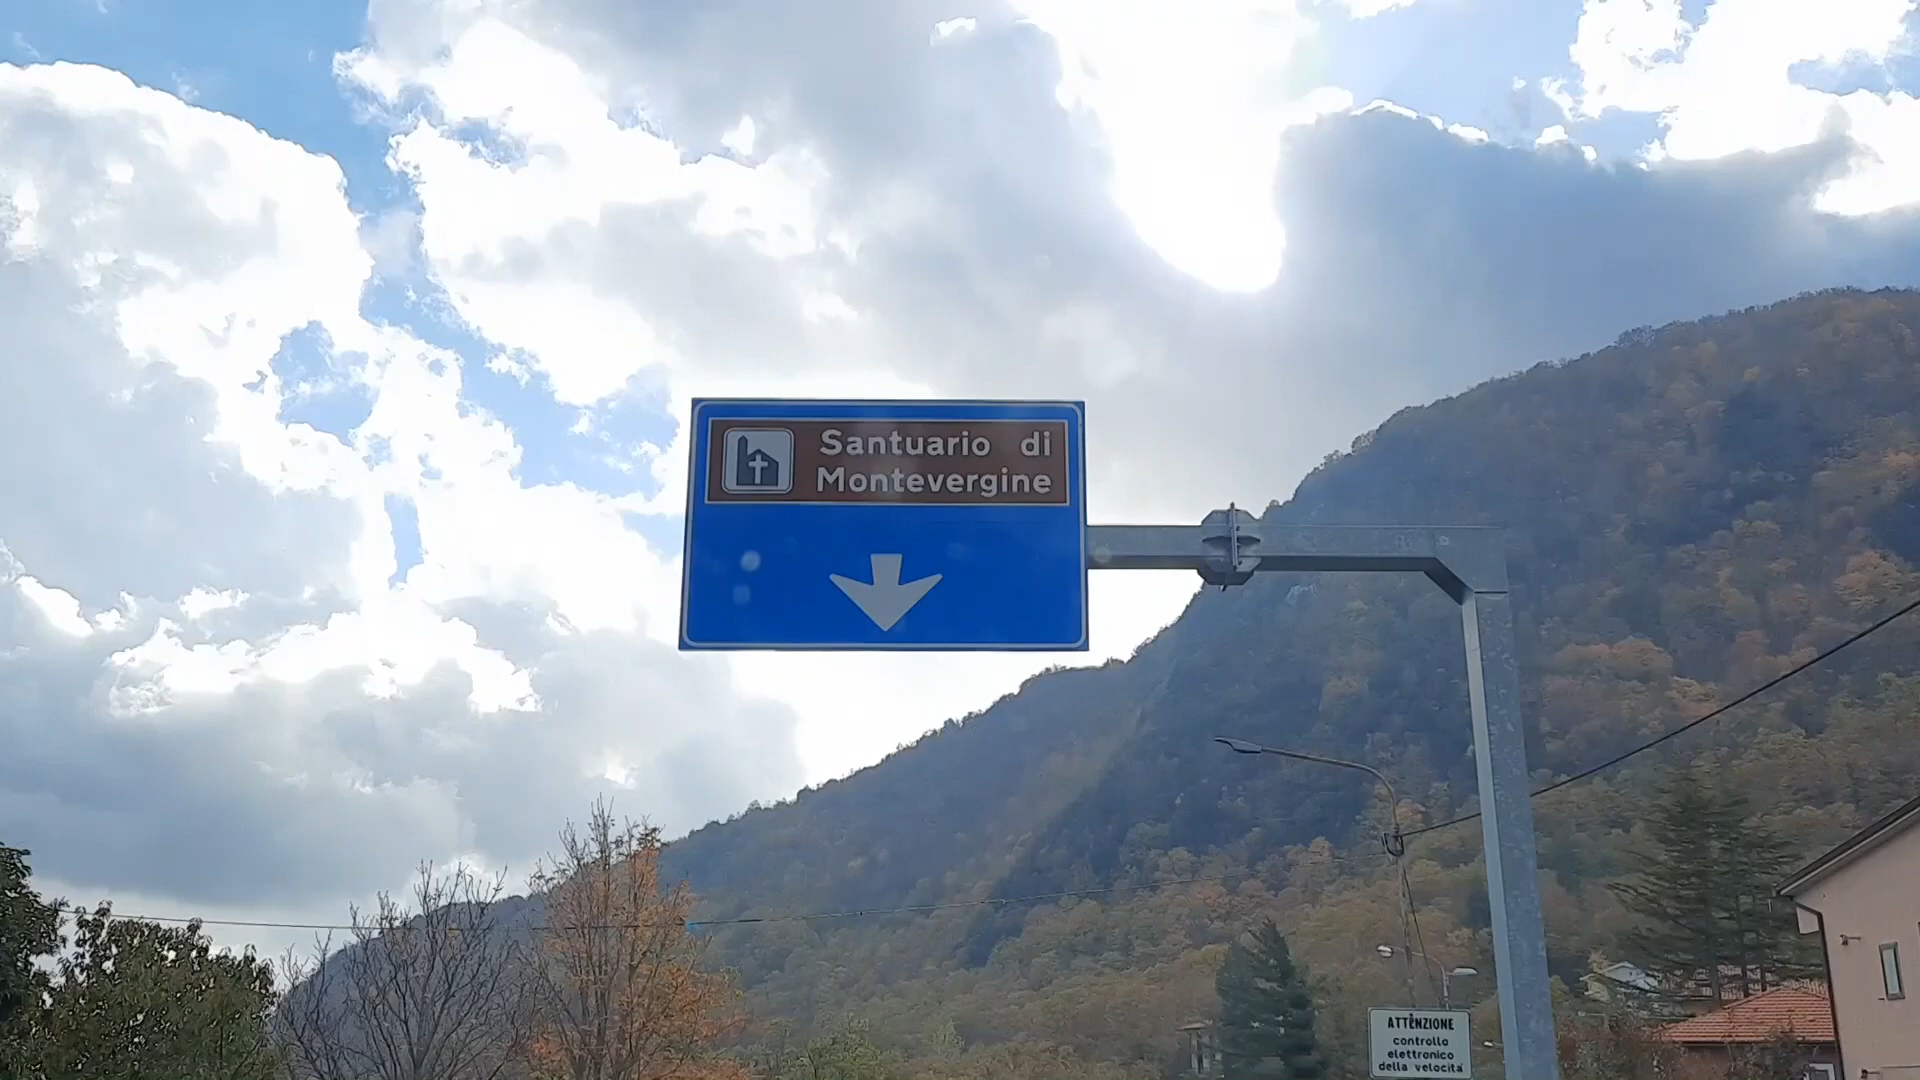 Santuario di
Montevergine
ATTENZIONE
controllo
elettronico
della velocità